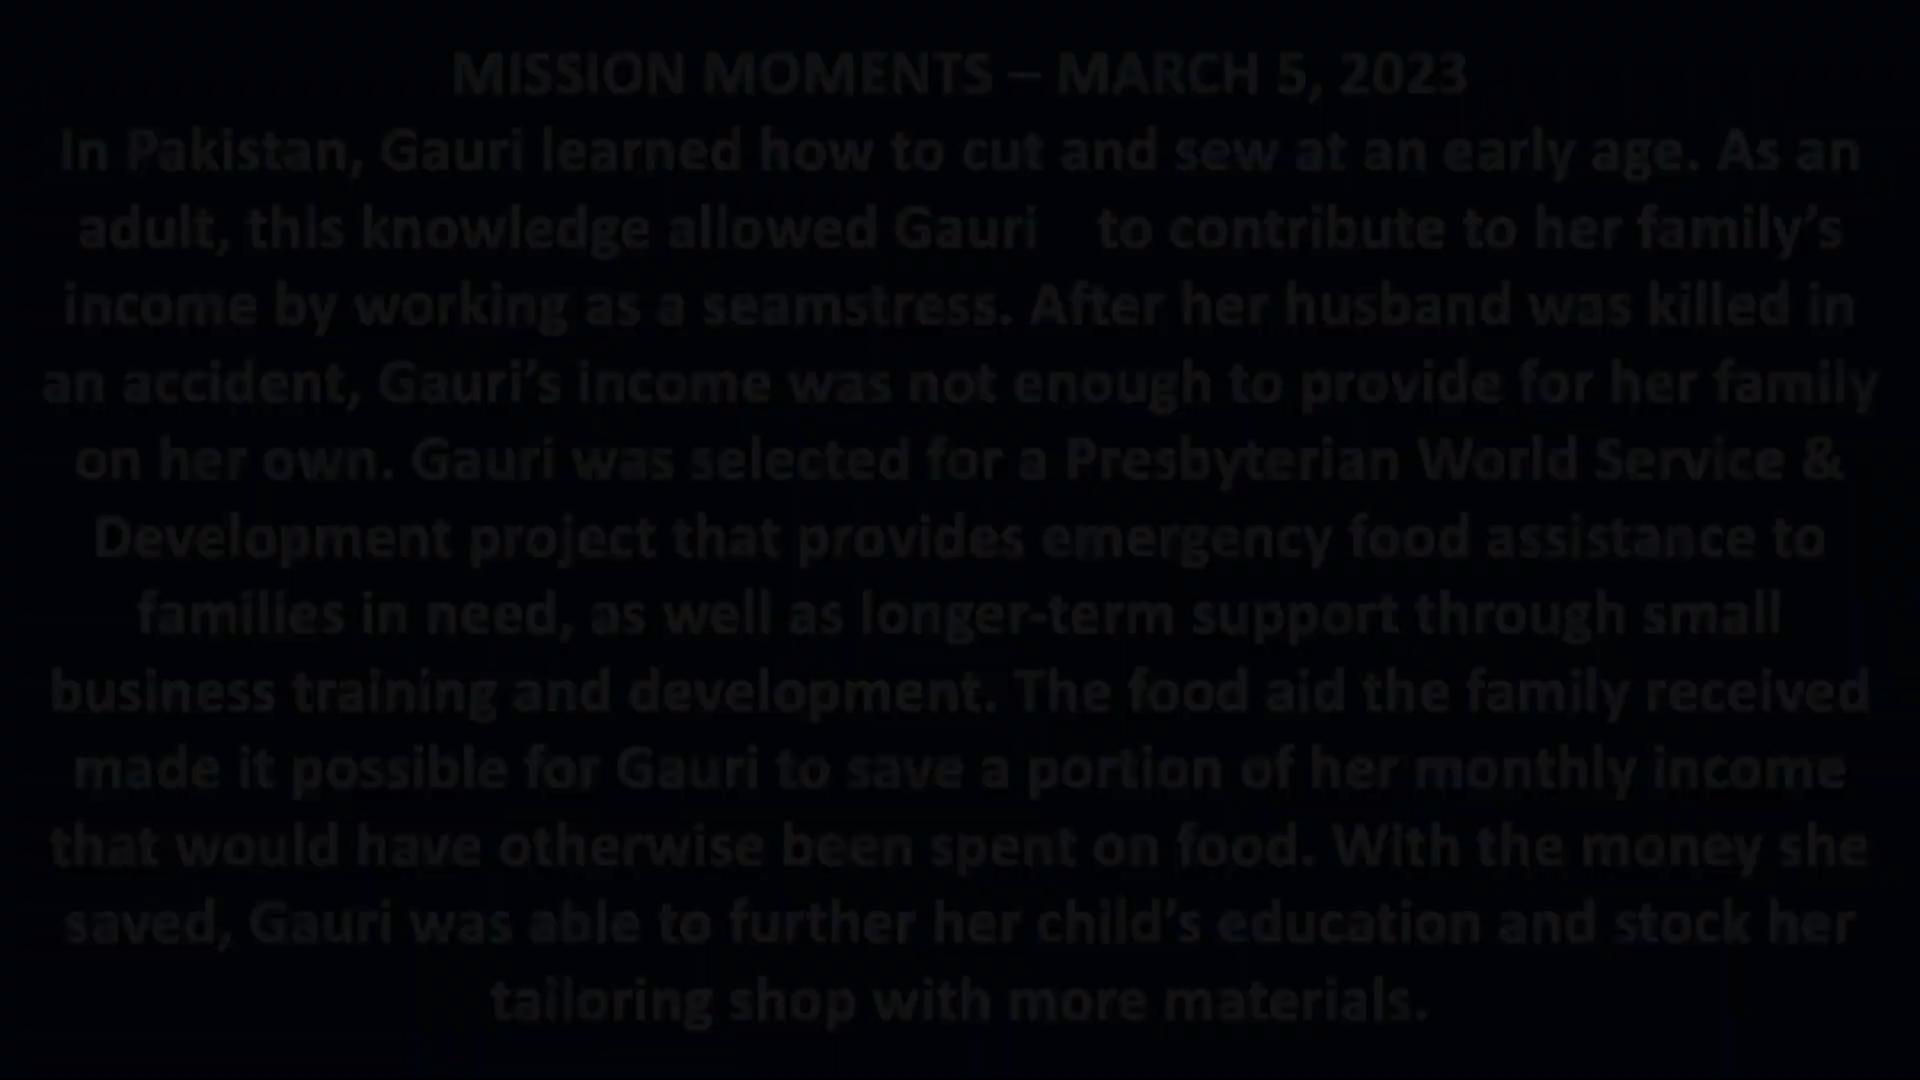 MISSION MOMENTS – MARCH 5, 2023
In Pakistan, Gauri learned how to cut and sew at an early age. As an
adult, this knowledge allowed Gauri    to contribute to her family’s
income by working as a seamstress. After her husband was killed in
an accident, Gauri’s income was not enough to provide for her family
on her own. Gauri was selected for a Presbyterian World Service &
Development project that provides emergency food assistance to
families in need, as well as longer-term support through small
business training and development. The food aid the family received
made it possible for Gauri to save a portion of her monthly income
that would have otherwise been spent on food. With the money she
saved, Gauri was able to further her child’s education and stock her
tailoring shop with more materials.